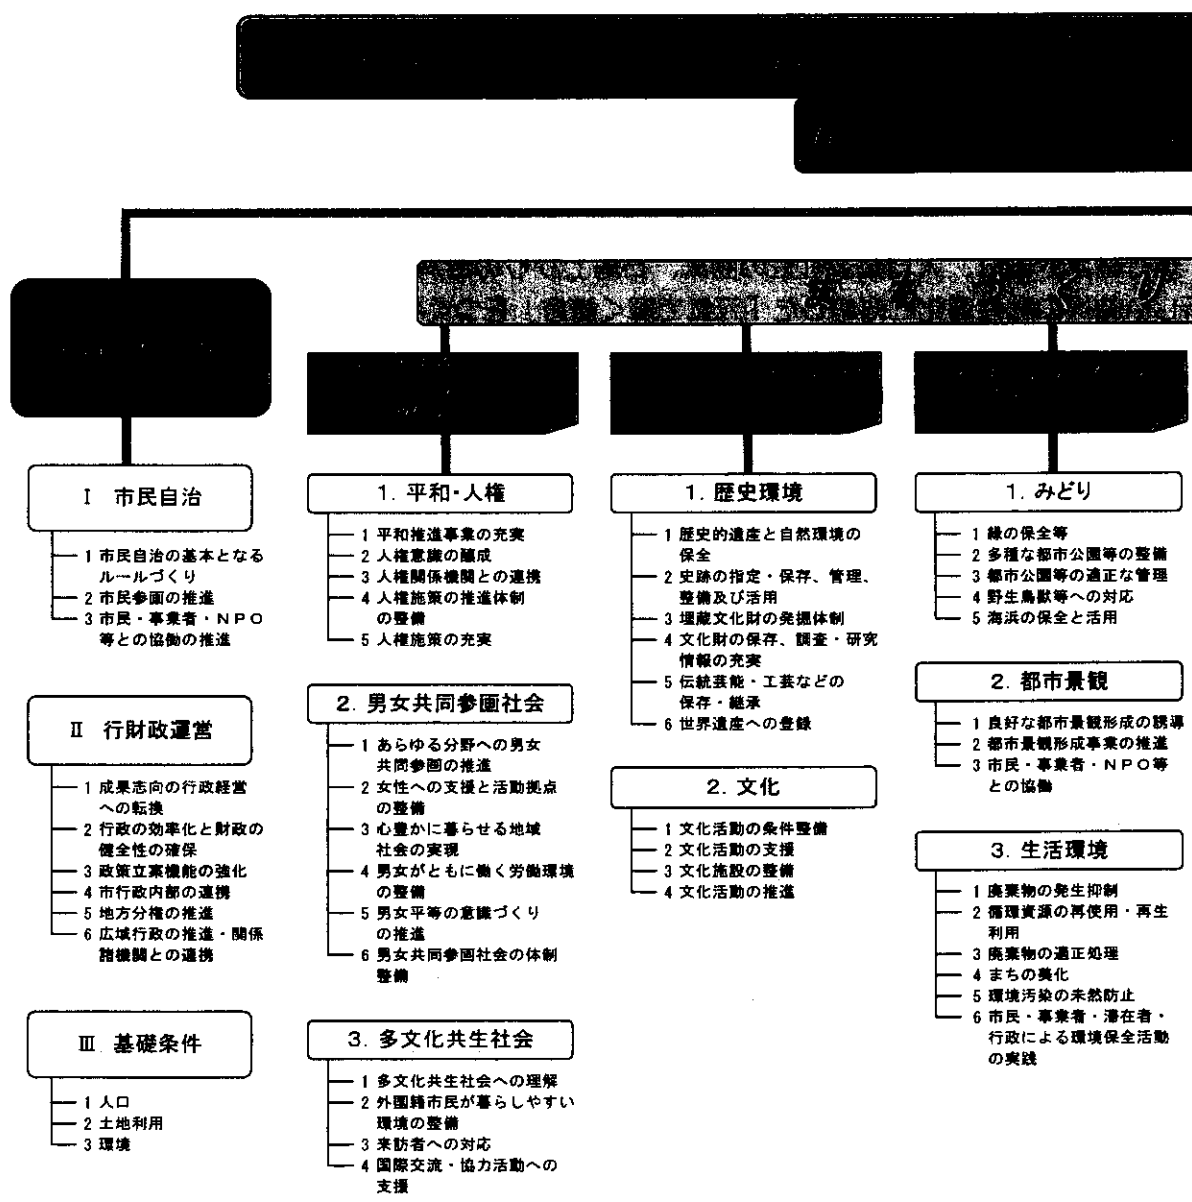 Ⅰ 市民自治
1 市民自治の基本となる
ルールづくり
2 市民参画の推進
3 市民・事業者・NPO
等との協働の推進
Ⅱ 行財政運営
1 成果志向の行政経営
への転換
2 行政の効率化と財政の
健全性の確保
3 政策立案機能の強化
4 市行政内部の連携
5 地方分権の推進
6 広域行政の推進・関係
諸機関との連携
Ⅲ 基礎条件
1 人口
2 土地利用
3 環境
1. 平和・人権
1 平和推進事業の充実
2 人権意識の醸成
3 人権関係機関との連携
4 人権施策の推進体制
の整備
5 人権施策の充実
2. 男女共同参画社会
1 あらゆる分野への男女
共同参画の推進
2 女性への支援と活動拠点
の整備
3 心豊かに暮らせる地域
社会の実現
4 男女がともに働く労働環境
の整備
5 男女平等の意識づくり
の推進
6 男女共同参画社会の体制
整備
3. 多文化共生社会
1 多文化共生社会への理解
2 外国籍市民が暮らしやすい
環境の整備
3 来訪者への対応
4 国際交流・協力活動への
支援
1. 歴史環境
1 歴史的遺産と自然環境の
保全
2 史跡の指定・保存、管理、
整備及び活用
3 埋蔵文化財の発掘体制
4 文化財の保存、調査・研究
情報の充実
5 伝統芸能・工芸などの
保存・継承
6 世界遺産への登録
2. 文化
1 文化活動の条件整備
2 文化活動の支援
3 文化施設の整備
4 文化活動の推進
1. みどり
1 緑の保全等
2 多種な都市公園等の整備
3 都市公園等の適正な管理
4 野生鳥獣等への対応
5 海浜の保全と活用
2. 都市景観
1 良好な都市景観形成の誘導
2 都市景観形成事業の推進
3 市民・事業者・NPO等
との協働
3. 生活環境
1 廃棄物の発生抑制
2 循環資源の再使用・再生
利用
3 廃棄物の適正処理
4 まちの美化
5 環境汚染の未然防止
6 市民・事業者・滞在者・
行政による環境保全活動
の実践